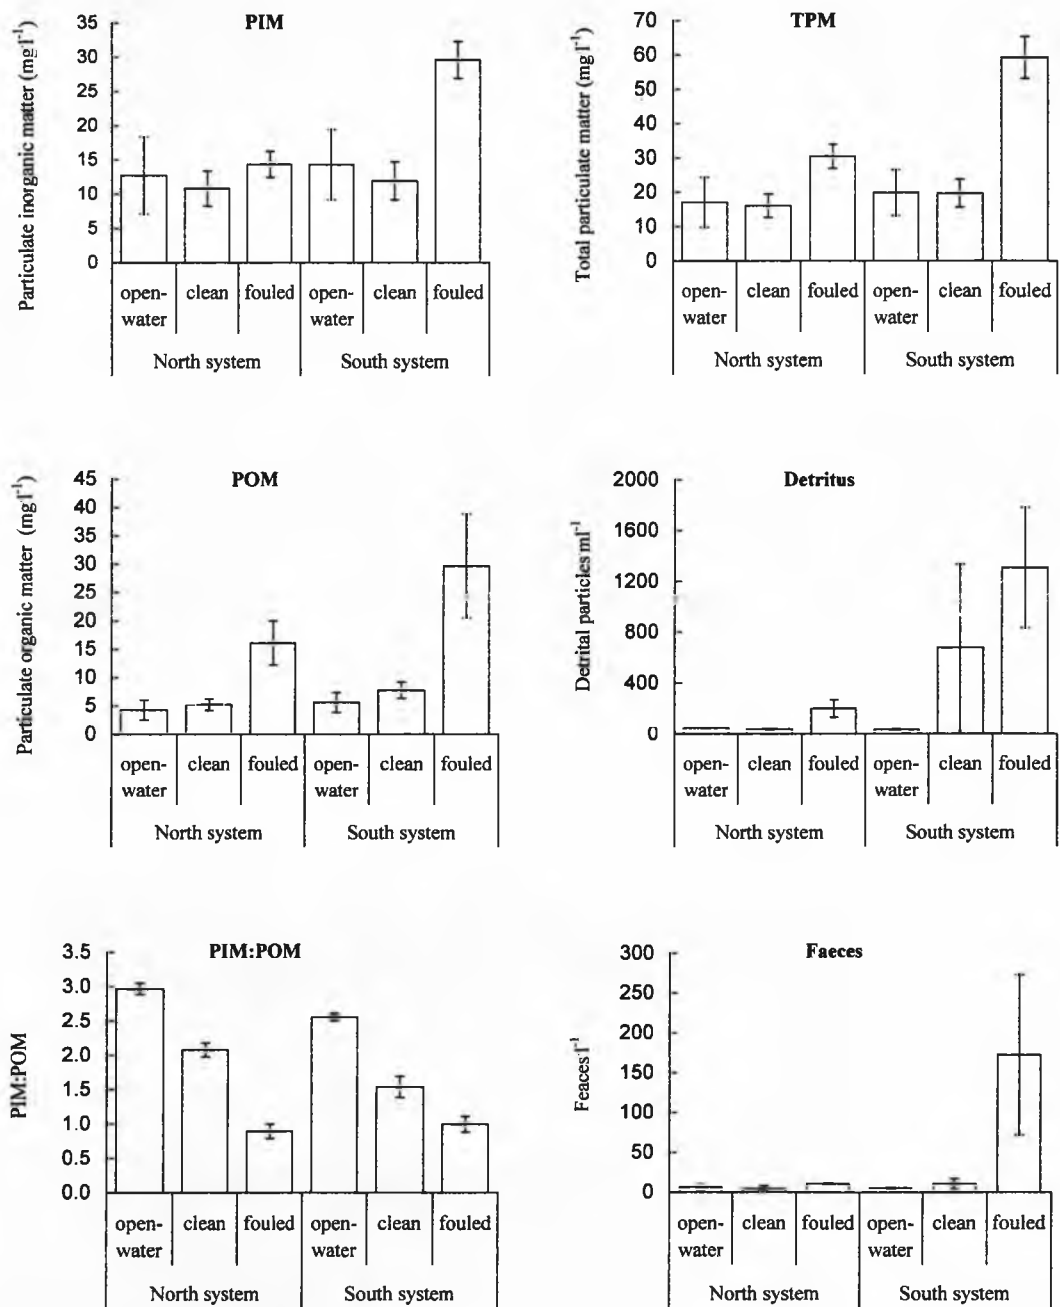 PIM
Particulate inorganic matter (mg l-1)
35
30
25
20
15
10
5
0
open-water clean fouled open-water clean fouled
North system South system
TPM
Total particulate matter (mg l-1)
70
60
50
40
30
20
10
0
open-water clean fouled open-water clean fouled
North system South system
POM
Particulate organic matter (mg l-1)
45
40
35
30
25
20
15
10
5
0
open-water clean fouled open-water clean fouled
North system South system
Detritus
Detrital particles ml-1
2000
1600
1200
800
400
0
open-water clean fouled open-water clean fouled
North system South system
PIM:POM
PIM:POM
3.5
3.0
2.5
2.0
1.5
1.0
0.5
0.0
open-water clean fouled open-water clean fouled
North system South system
Faeces
Feaces l-1
300
250
200
150
100
50
0
open-water clean fouled open-water clean fouled
North system South system